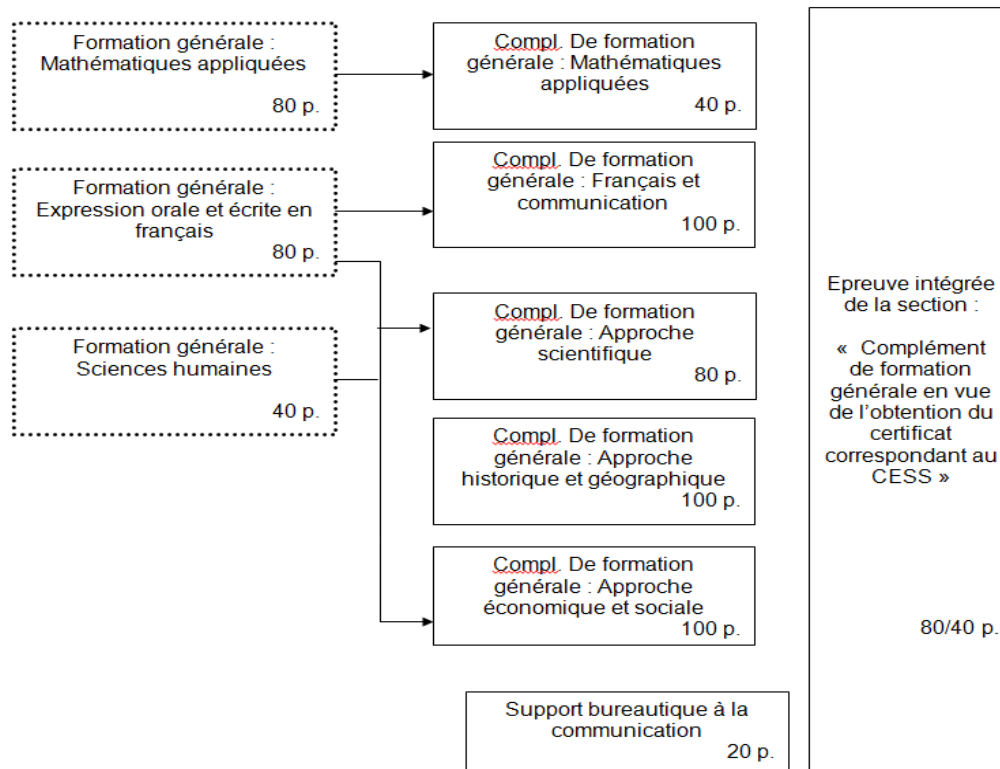 Formation générale :
Mathématiques appliquées
80 p.
Compl. De formation
générale : Mathématiques
appliquées
40 p.
Formation générale :
Expression orale et écrite en
français
80 p.
Compl. De formation
générale : Français et
communication
100 p.
Formation générale :
Sciences humaines
40 p.
Compl. De formation
générale : Approche
scientifique
80 p.
Compl. De formation
générale : Approche
historique et géographique
100 p.
Compl. De formation
générale : Approche
économique et sociale
100 p.
Support bureautique à la
communication
20 p.
Epreuve intégrée
de la section :
« Complément
de formation
générale en vue
de l'obtention du
certificat
correspondant au
CESS »
80/40 p.